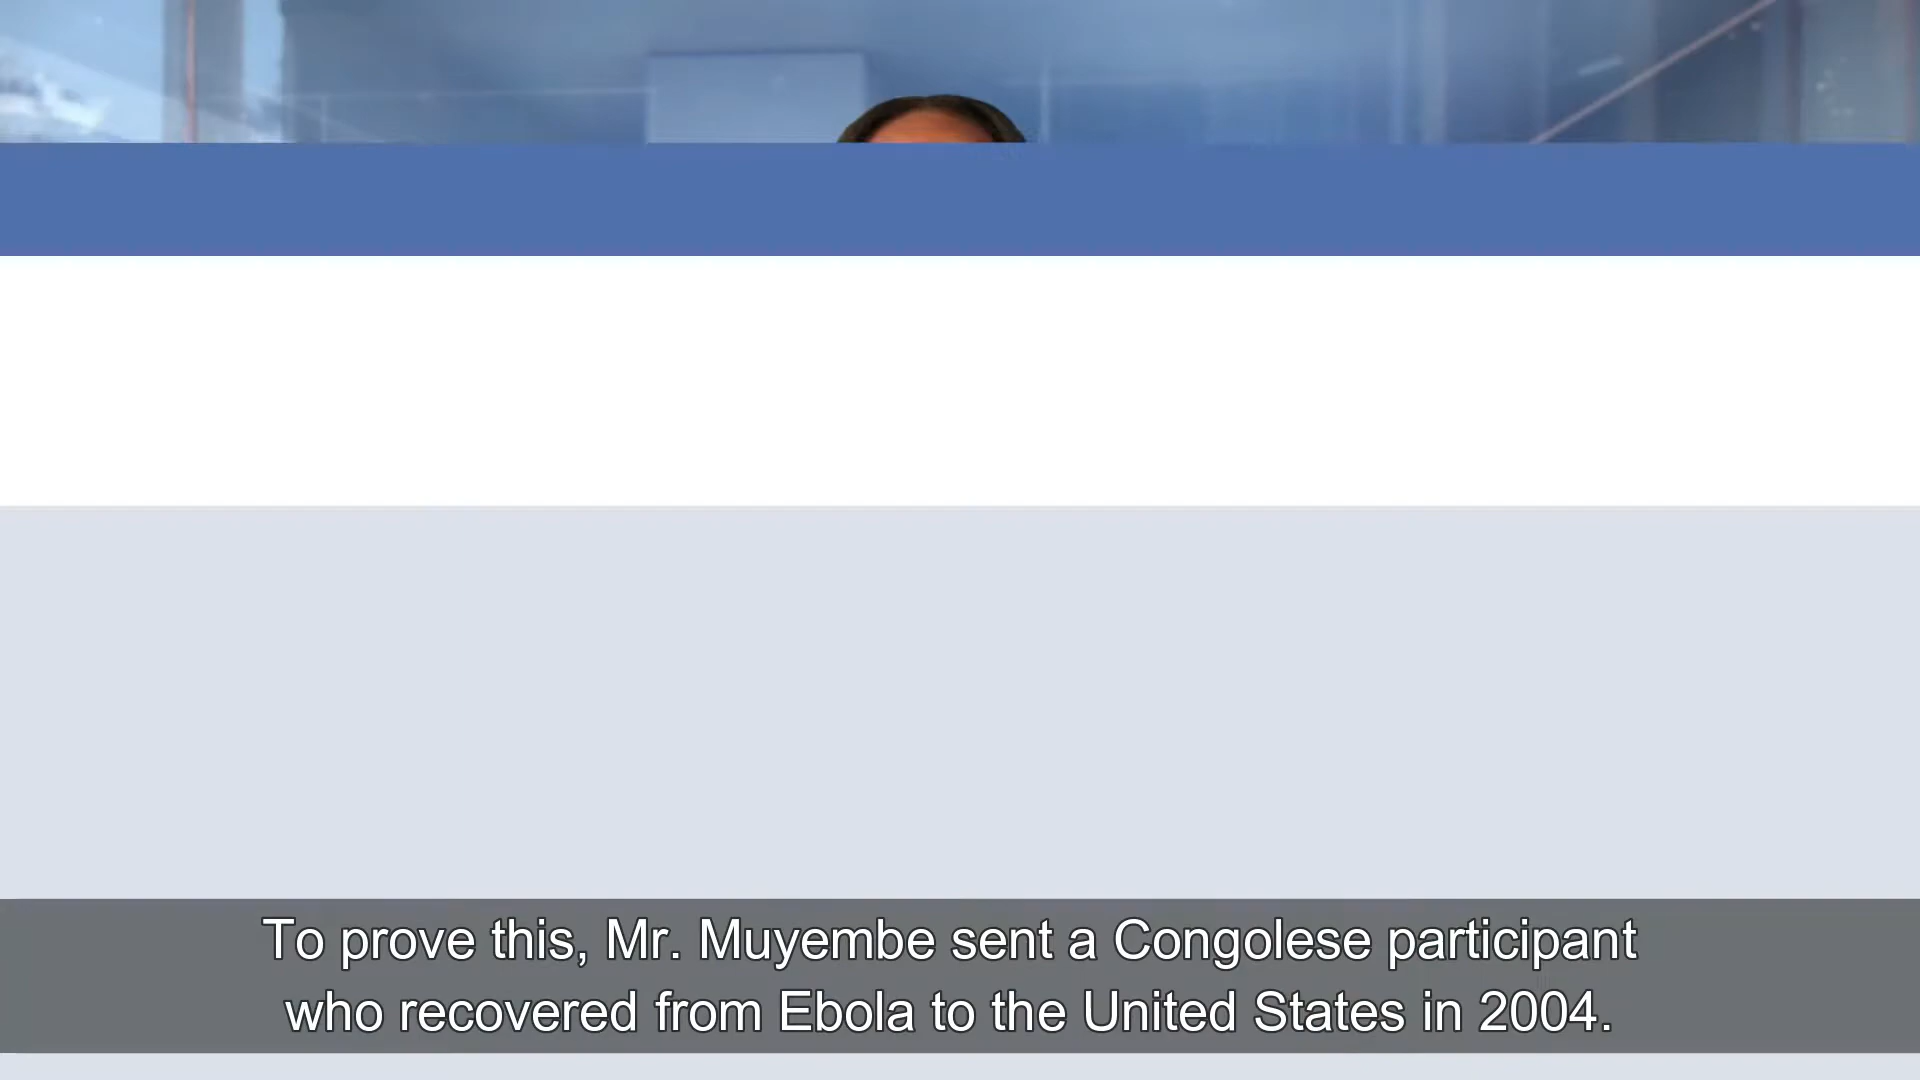 To prove this, Mr. Muyembe sent a Congolese participant
who recovered from Ebola to the United States in 2004.